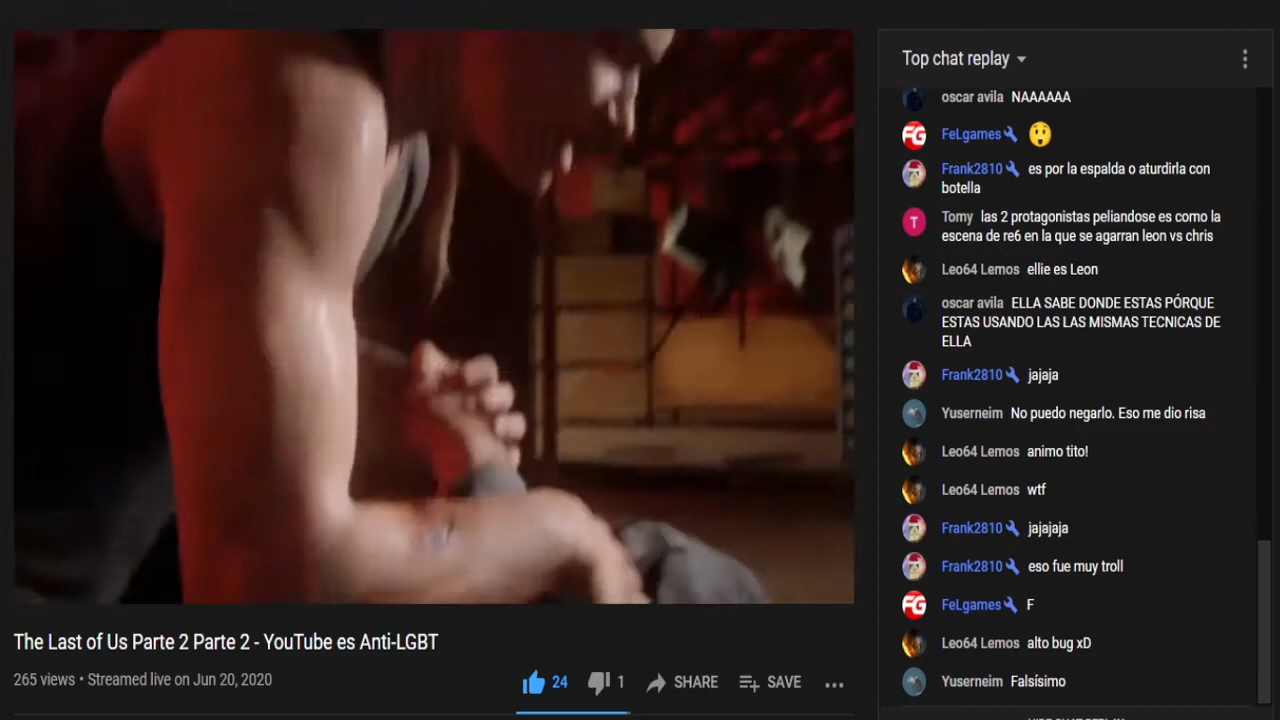 Top chat replay
oscar avila NAAAAAA
FG
FeLgames
Frank2810 es por la espalda o aturdirla con
botella
T
Tomy las 2 protagonistas peliandose es como la
escena de re6 en la que se agarran leon vs chris
Leo64 Lemos ellie es Leon
oscar avila ELLA SABE DONDE ESTAS PÓRQUE
ESTAS USANDO LAS LAS MISMAS TECNICAS DE
ELLA
Frank2810 jajaja
Yuserneim No puedo negarlo. Eso me dio risa
Leo64 Lemos animo tito!
Leo64 Lemos wtf
Frank2810 jajajaja
Frank2810 eso fue muy troll
FG
FeLgames F
Leo64 Lemos alto bug xD
Yuserneim Falsísimo
The Last of Us Parte 2 Parte 2 - YouTube es Anti-LGBT
265 views • Streamed live on Jun 20, 2020
24
1
SHARE
SAVE